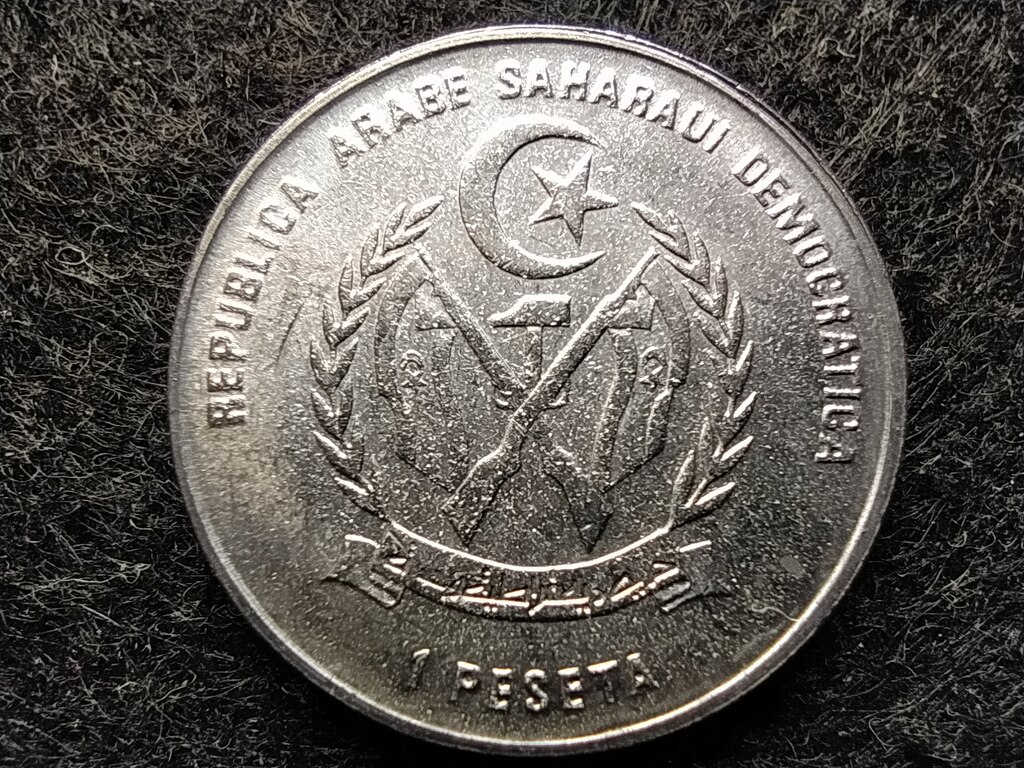 REPUBLICA ARABE SAHARAUI DEMOCRATICA
1 PESETA